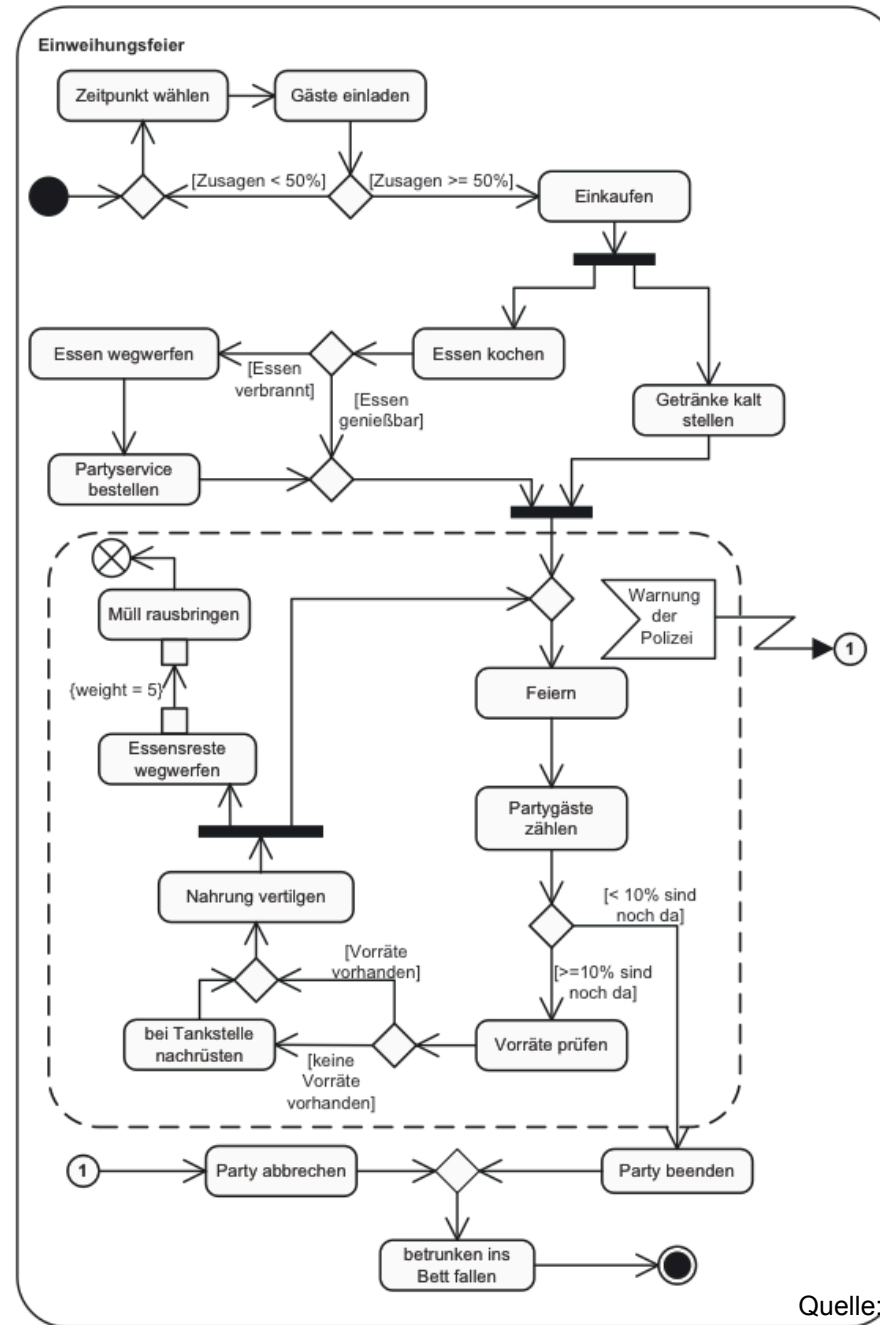 Einweihungsfeier
Zeitpunkt wählen
Gäste einladen
[Zusagen < 50%]
[Zusagen >= 50%]
Einkaufen
Essen wegwerfen
[Essen
verbrannt]
Essen kochen
[Essen
genießbar]
Getränke kalt
stellen
Partyservice
bestellen
Müll rausbringen
Warnung
der
Polizei
1
{weight = 5}
Feiern
Essensreste
wegwerfen
Partygäste
zählen
Nahrung vertilgen
[< 10% sind
noch da]
[Vorräte
vorhanden]
[>=10% sind
noch da]
bei Tankstelle
nachrüsten
[keine
Vorräte
vorhanden]
Vorräte prüfen
1
Party abbrechen
Party beenden
betrunken ins
Bett fallen
Quelle: